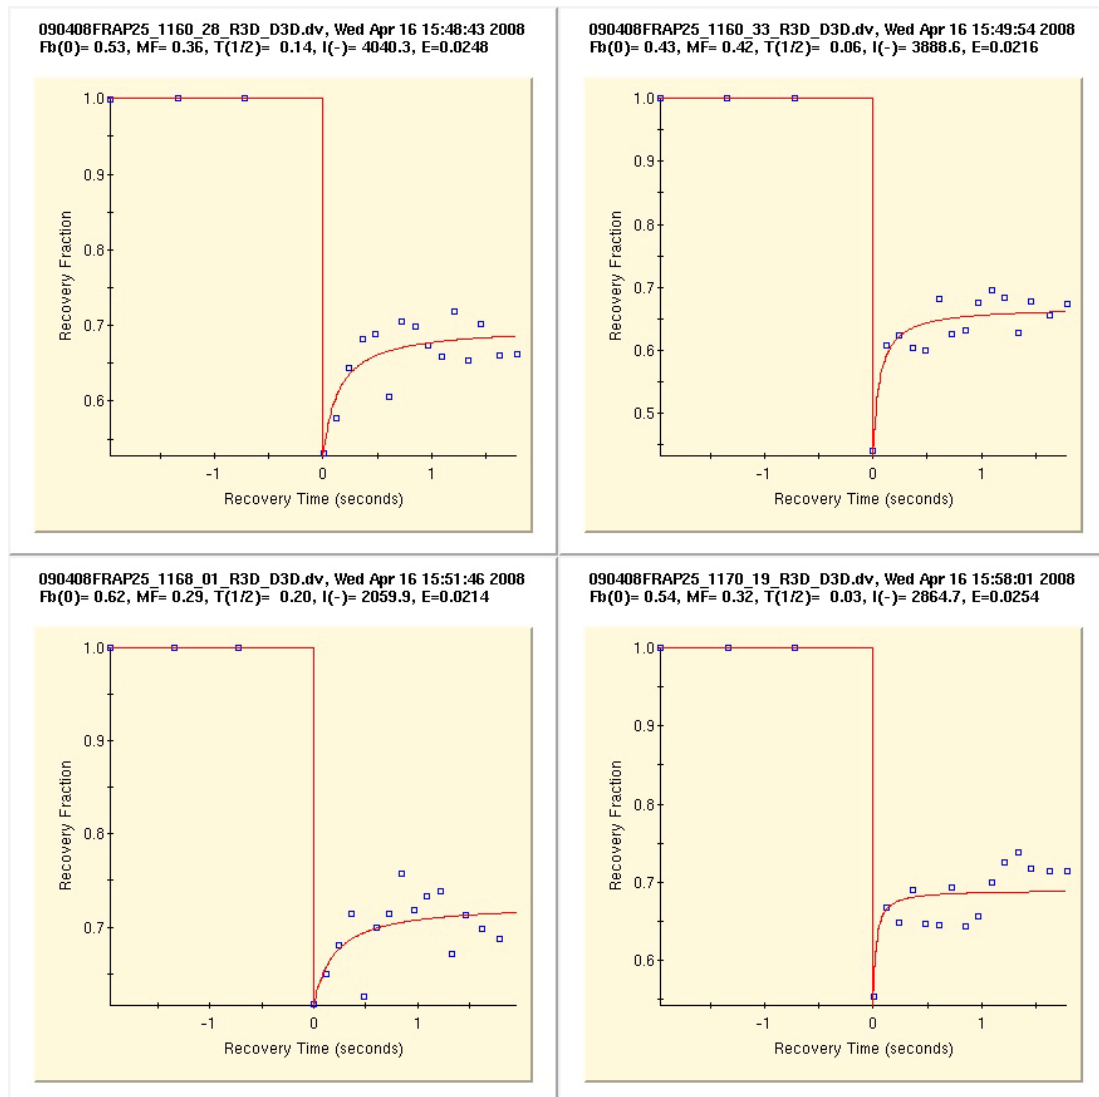 090408FRAP25_1160_28_R3D_D3D.dv, Wed Apr 16 15:48:43 2008
Fb(0)= 0.53, MF= 0.36, T(1/2)= 0.14, I(-)= 4040.3, E=0.0248
1.0
0.9
0.8
0.7
0.6
Recovery Fraction
-1 0 1
Recovery Time (seconds)
090408FRAP25_1160_33_R3D_D3D.dv, Wed Apr 16 15:49:54 2008
Fb(0)= 0.43, MF= 0.42, T(1/2)= 0.06, I(-)= 3888.6, E=0.0216
1.0
0.9
0.8
0.7
0.6
0.5
Recovery Fraction
-1 0 1
Recovery Time (seconds)
090408FRAP25_1168_01_R3D_D3D.dv, Wed Apr 16 15:51:46 2008
Fb(0)= 0.62, MF= 0.29, T(1/2)= 0.20, I(-)= 2059.9, E=0.0214
1.0
0.9
0.8
0.7
Recovery Fraction
-1 0 1
Recovery Time (seconds)
090408FRAP25_1170_19_R3D_D3D.dv, Wed Apr 16 15:58:01 2008
Fb(0)= 0.54, MF= 0.32, T(1/2)= 0.03, I(-)= 2864.7, E=0.0254
1.0
0.9
0.8
0.7
0.6
Recovery Fraction
-1 0 1
Recovery Time (seconds)